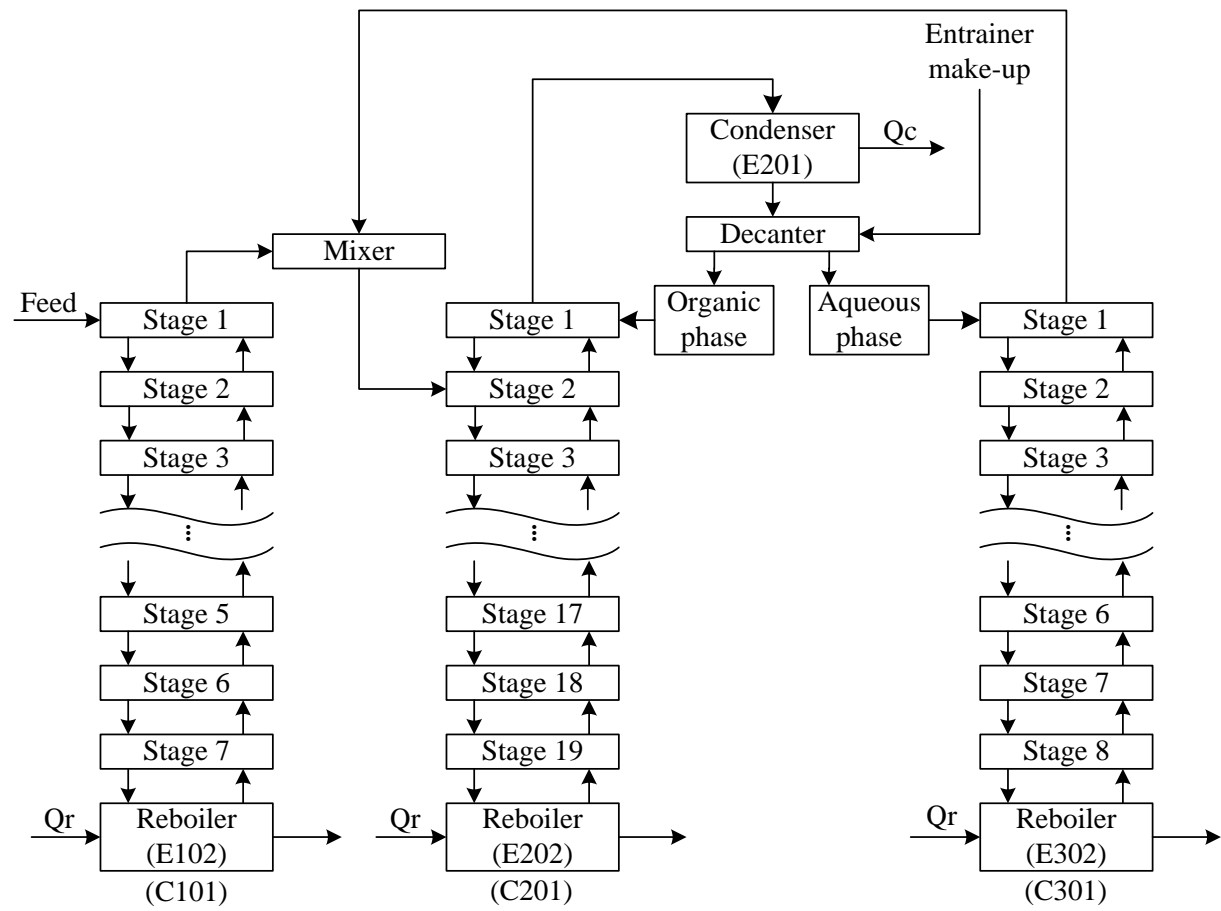 Entrainer
make-up
Condenser
(E201)
Qc
Mixer
Decanter
Feed
Stage 1
Stage 1
Organic
phase
Aqueous
phase
Stage 1
Stage 2
Stage 2
Stage 2
Stage 3
Stage 3
Stage 3
...
...
...
Stage 5
Stage 17
Stage 6
Stage 6
Stage 18
Stage 7
Stage 7
Stage 19
Stage 8
Qr
Reboiler
(E102)
(C101)
Qr
Reboiler
(E202)
(C201)
Qr
Reboiler
(E302)
(C301)